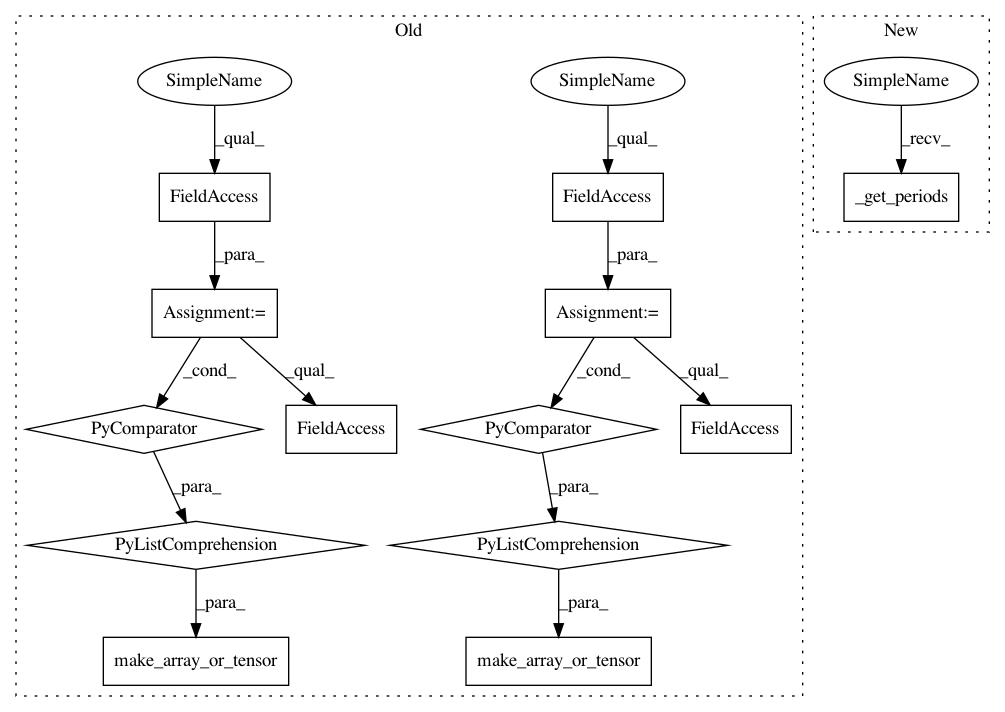 Old
New
SimpleName
SimpleName
SimpleName
_qual_
_qual_
_recv_
FieldAccess
FieldAccess
_get_periods
_para_
_para_
Assignment:=
Assignment:=
_cond_
_qual_
_cond_
_qual_
PyComparator
FieldAccess
PyComparator
FieldAccess
_para_
_para_
PyListComprehension
PyListComprehension
_para_
_para_
make_array_or_tensor
make_array_or_tensor